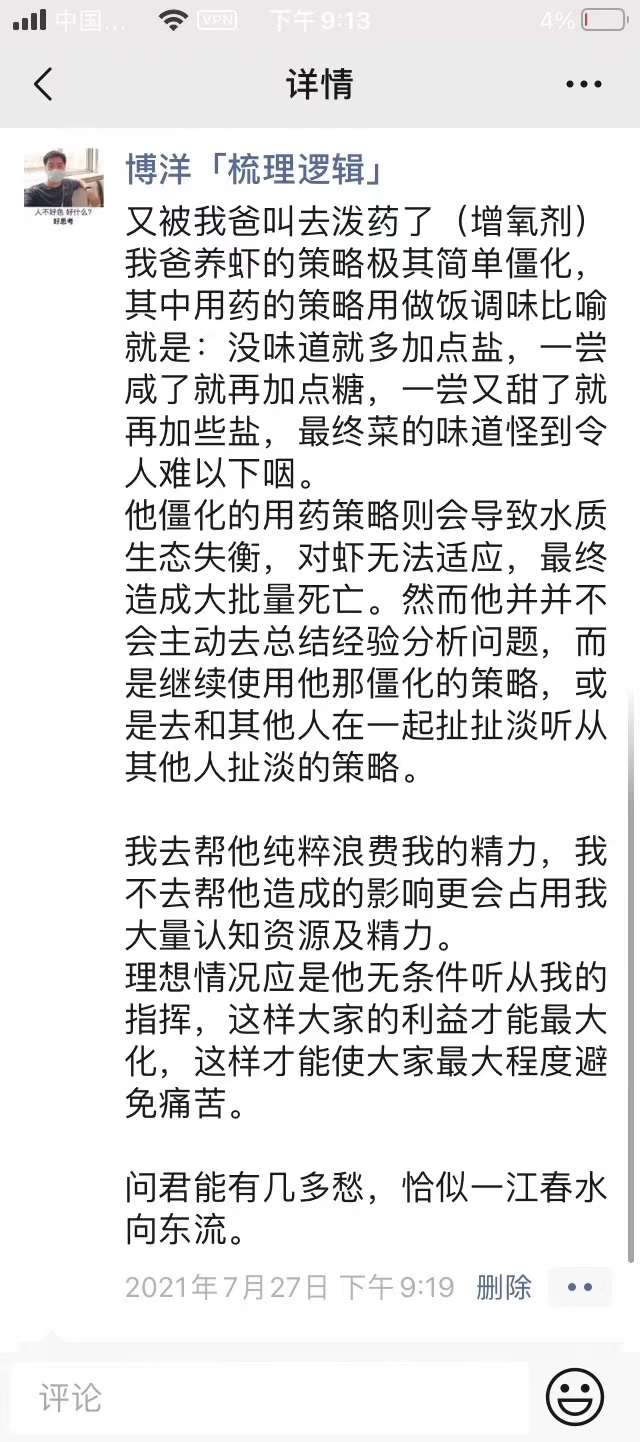 中国... VPN 下午9:13 4%
详情
人不好色 好什么?
好思考
博洋「梳理逻辑」
又被我爸叫去泼药了（增氧剂）
我爸养虾的策略极其简单僵化，
其中用药的策略用做饭调味比喻
就是：没味道就多加点盐，一尝
咸了就再加点糖，一尝又甜了就
再加些盐，最终菜的味道怪到令
人难以下咽。
他僵化的用药策略则会导致水质
生态失衡，对虾无法适应，最终
造成大批量死亡。然而他并并不
会主动去总结经验分析问题，而
是继续使用他那僵化的策略，或
是去和其他人在一起扯扯淡听从
其他人扯淡的策略。
我去帮他纯粹浪费我的精力，我
不去帮他造成的影响更会占用我
大量认知资源及精力。
理想情况应是他无条件听从我的
指挥，这样大家的利益才能最大
化，这样才能使大家最大程度避
免痛苦。
问君能有几多愁，恰似一江春水
向东流。
2021年7月27日 下午9:19 删除
评论